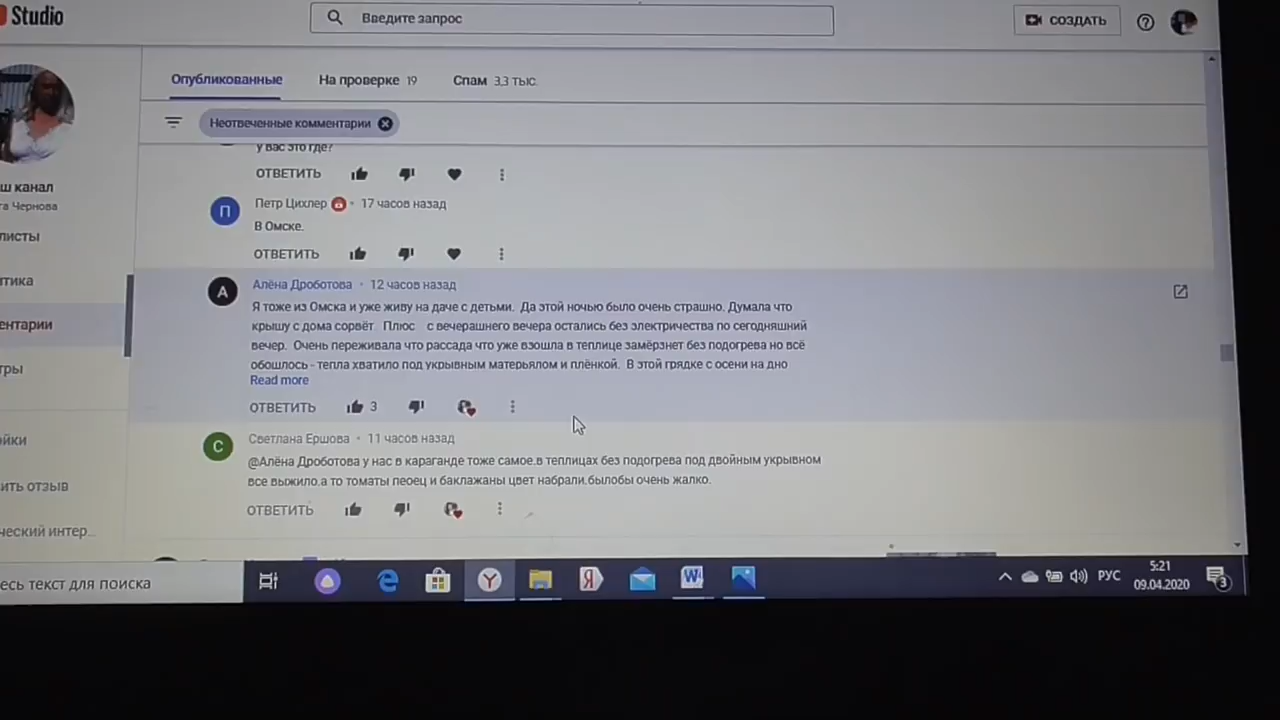 Studio
Введите запрос
СОЗДАТЬ
Опубликованные
На проверке 19
Спам 3,3 тыс.
Неотвеченные комментарии
у вас это где?
ОТВЕТИТЬ
Петр Цихлер • 17 часов назад
В Омске.
ОТВЕТИТЬ
Алёна Дроботова • 12 часов назад
Я тоже из Омска и уже живу на даче с детьми. Да этой ночью было очень страшно. Думала что
крышу с дома сорвёт. Плюс с вечерашнего вечера остались без электричества по сегодняшний
вечер. Очень переживала что рассада что уже взошла в теплице замёрзнет без подогрева но всё
обошлось - тепла хватило под укрывным матерьялом и плёнкой. В этой грядке с осени на дно
Read more
ОТВЕТИТЬ 3
Светлана Ершова • 11 часов назад
@Алёна Дроботова у нас в караганде тоже самое.в теплицах без подогрева под двойным укрывном
все выжило.а то томаты пеоец и баклажаны цвет набрали.былобы очень жалко.
ОТВЕТИТЬ
ш канал
та Чернова
листы
тика
ентарии
тры
ойки
ить отзыв
ческий интер...
есь текст для поиска
РУС
5:21
09.04.2020
3